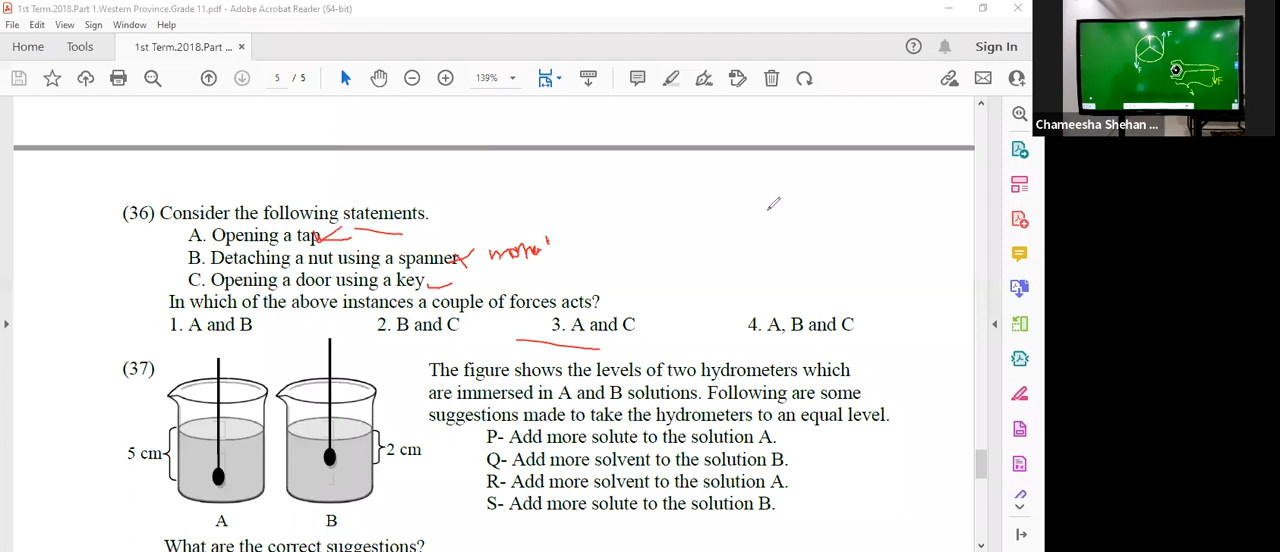 1st Term.2018.Part 1.Western Province.Grade 11.pdf - Adobe Acrobat Reader (64-bit)
File Edit View Sign Window Help
Home Tools 1st Term.2018.Part ... × Sign In
5 / 5 139%
Chameesha Shehan ...
F
F
F
(36) Consider the following statements.
A. Opening a tap
B. Detaching a nut using a spanner
C. Opening a door using a key
In which of the above instances a couple of forces acts?
1. A and B 2. B and C 3. A and C 4. A, B and C
(37) The figure shows the levels of two hydrometers which
are immersed in A and B solutions. Following are some
suggestions made to take the hydrometers to an equal level.
P- Add more solute to the solution A.
Q- Add more solvent to the solution B.
R- Add more solvent to the solution A.
S- Add more solute to the solution B.
5 cm 2 cm
A B
What are the correct suggestions?